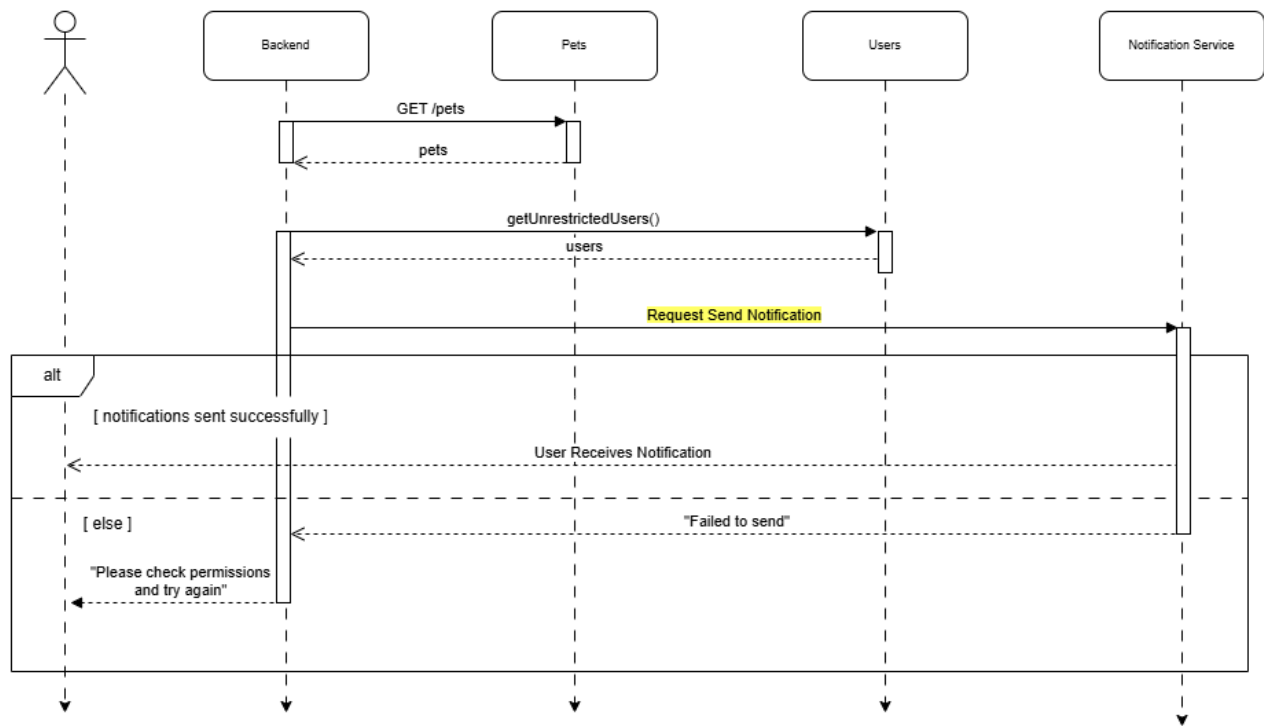 Backend
Pets
Users
Notification Service
GET /pets
pets
getUnrestrictedUsers()
users
Request Send Notification
alt
[ notifications sent successfully ]
User Receives Notification
[ else ]
"Failed to send"
"Please check permissions
and try again"